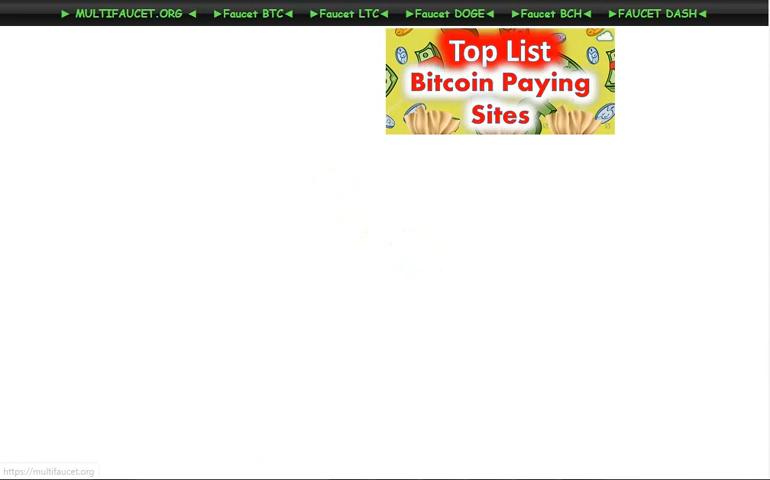 ► MULTIFAUCET.ORG ◄ ►Faucet BTC◄ ►Faucet LTC◄ ►Faucet DOGE◄ ►Faucet BCH◄ ►FAUCET DASH◄
Top List
Bitcoin Paying
Sites
https://multifaucet.org